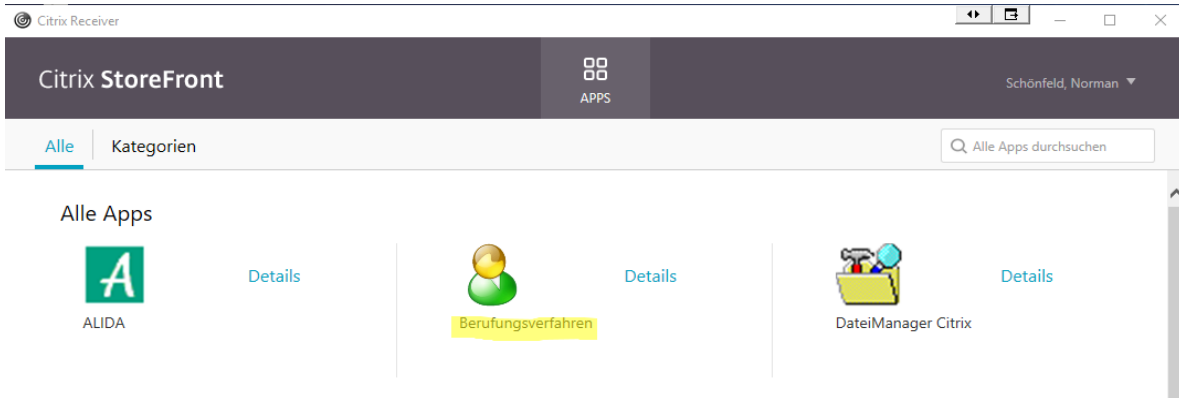 Citrix Receiver
Citrix StoreFront
APPS
Schönfeld, Norman
Alle
Kategorien
Alle Apps durchsuchen
Alle Apps
A
Details
Details
Details
ALIDA
Berufungsverfahren
DateiManager Citrix